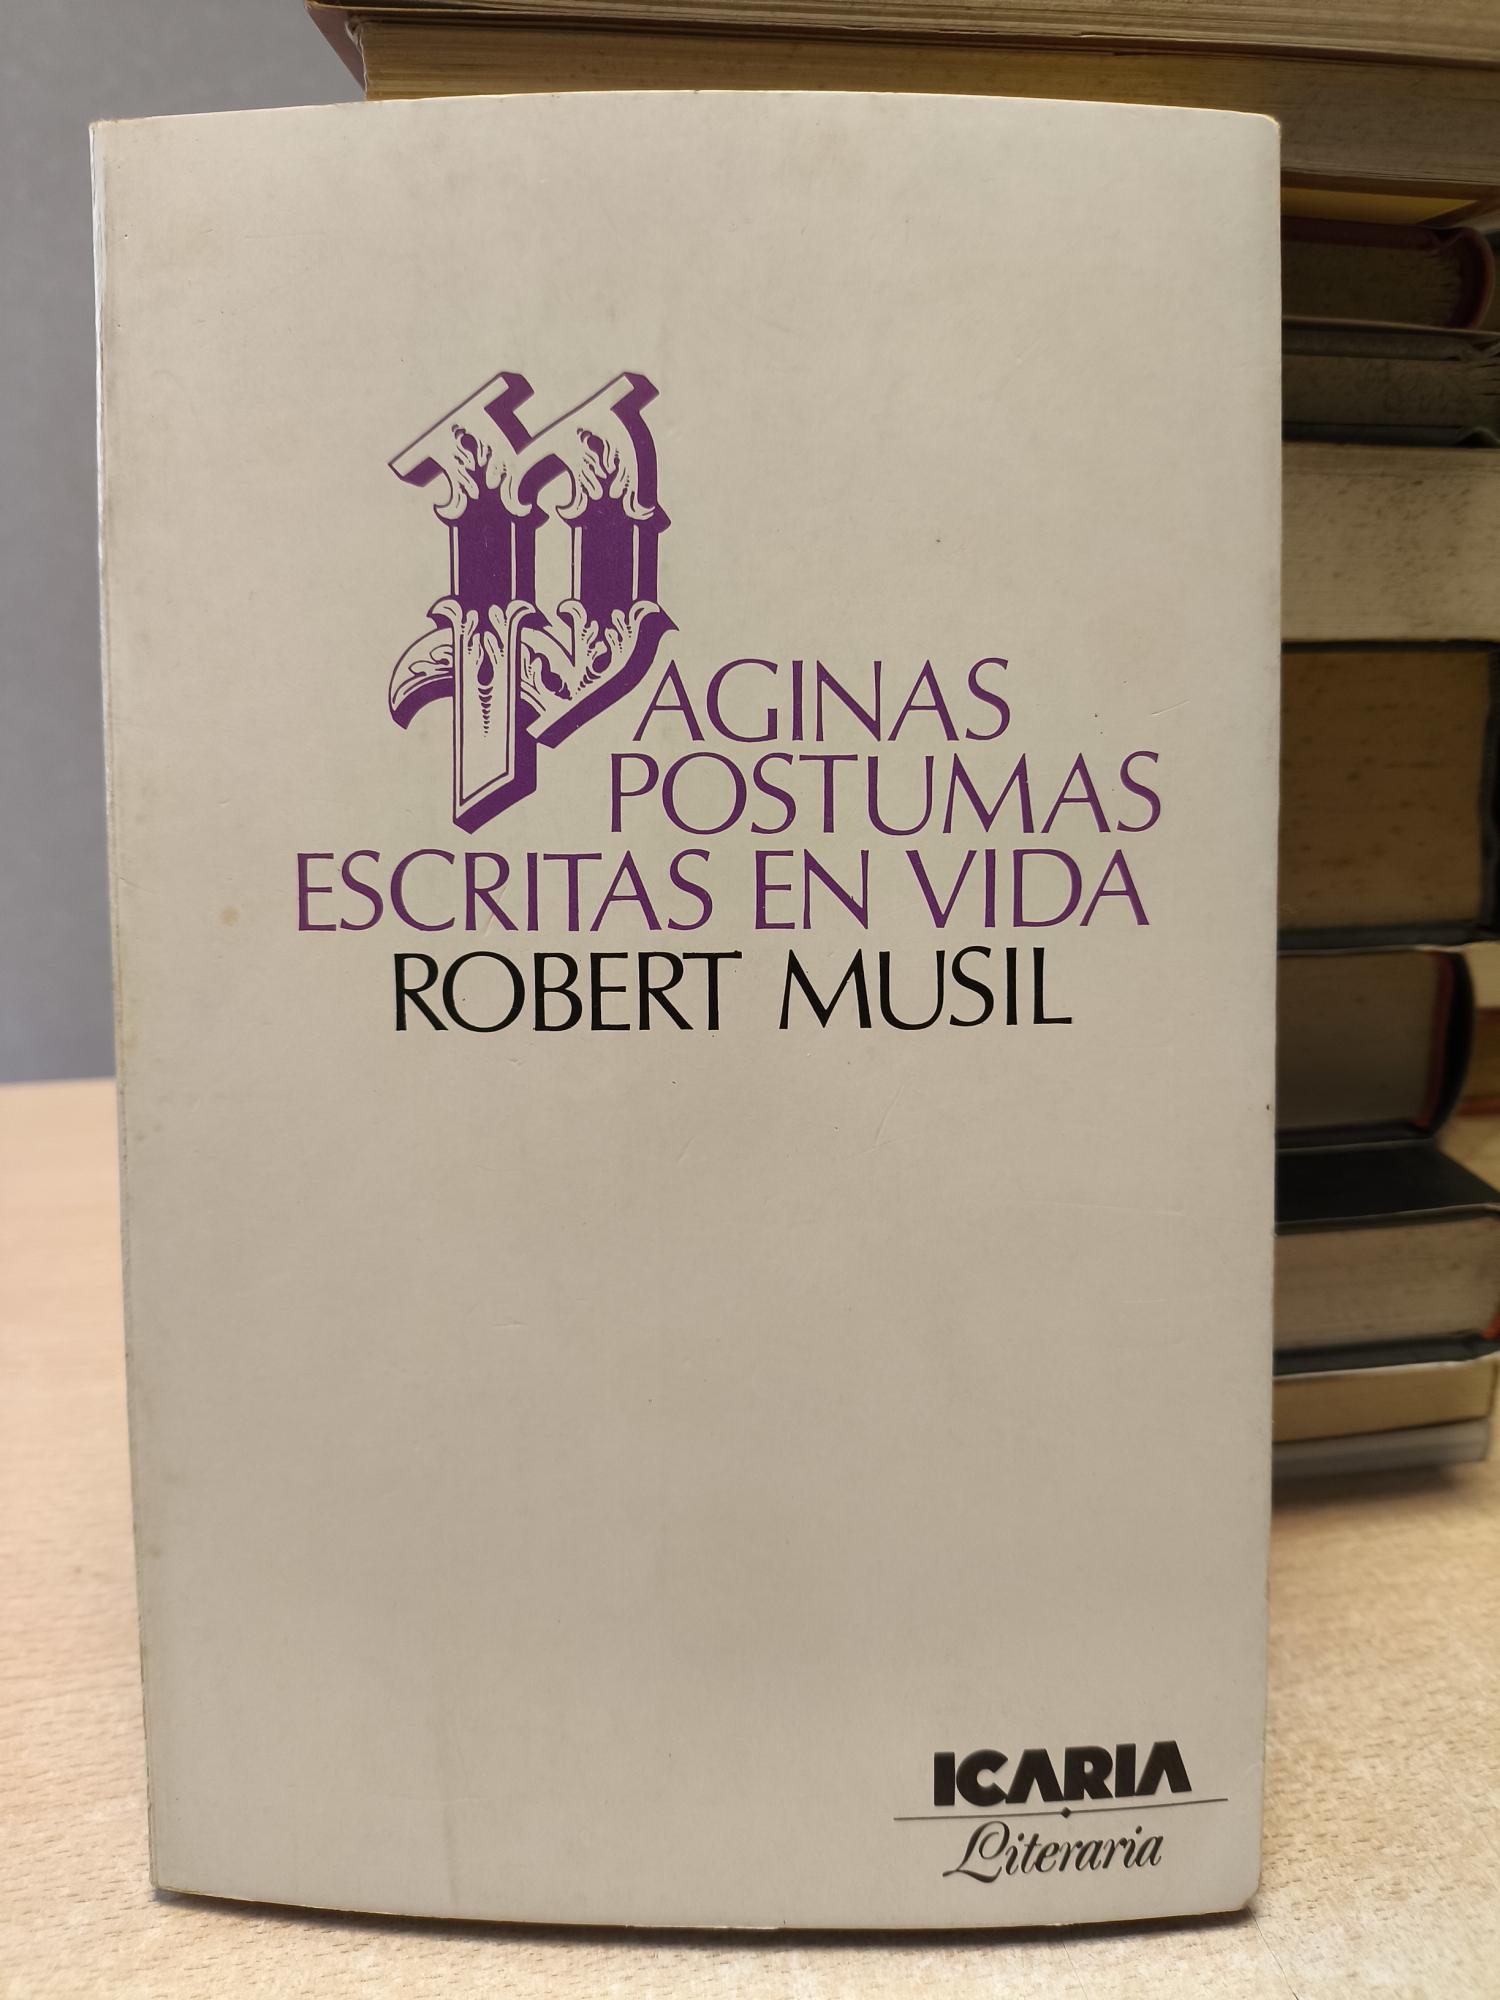 PAGINAS
POSTUMAS
ESCRITAS EN VIDA
ROBERT MUSIL
ICARIA
Literaria